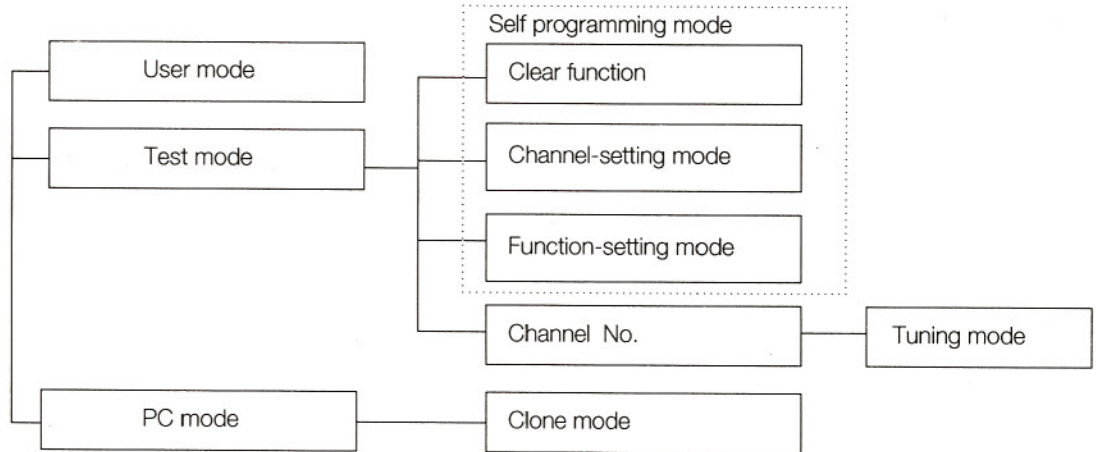 Self programming mode
User mode
Clear function
Test mode
Channel-setting mode
Function-setting mode
Channel No.
Tuning mode
PC mode
Clone mode